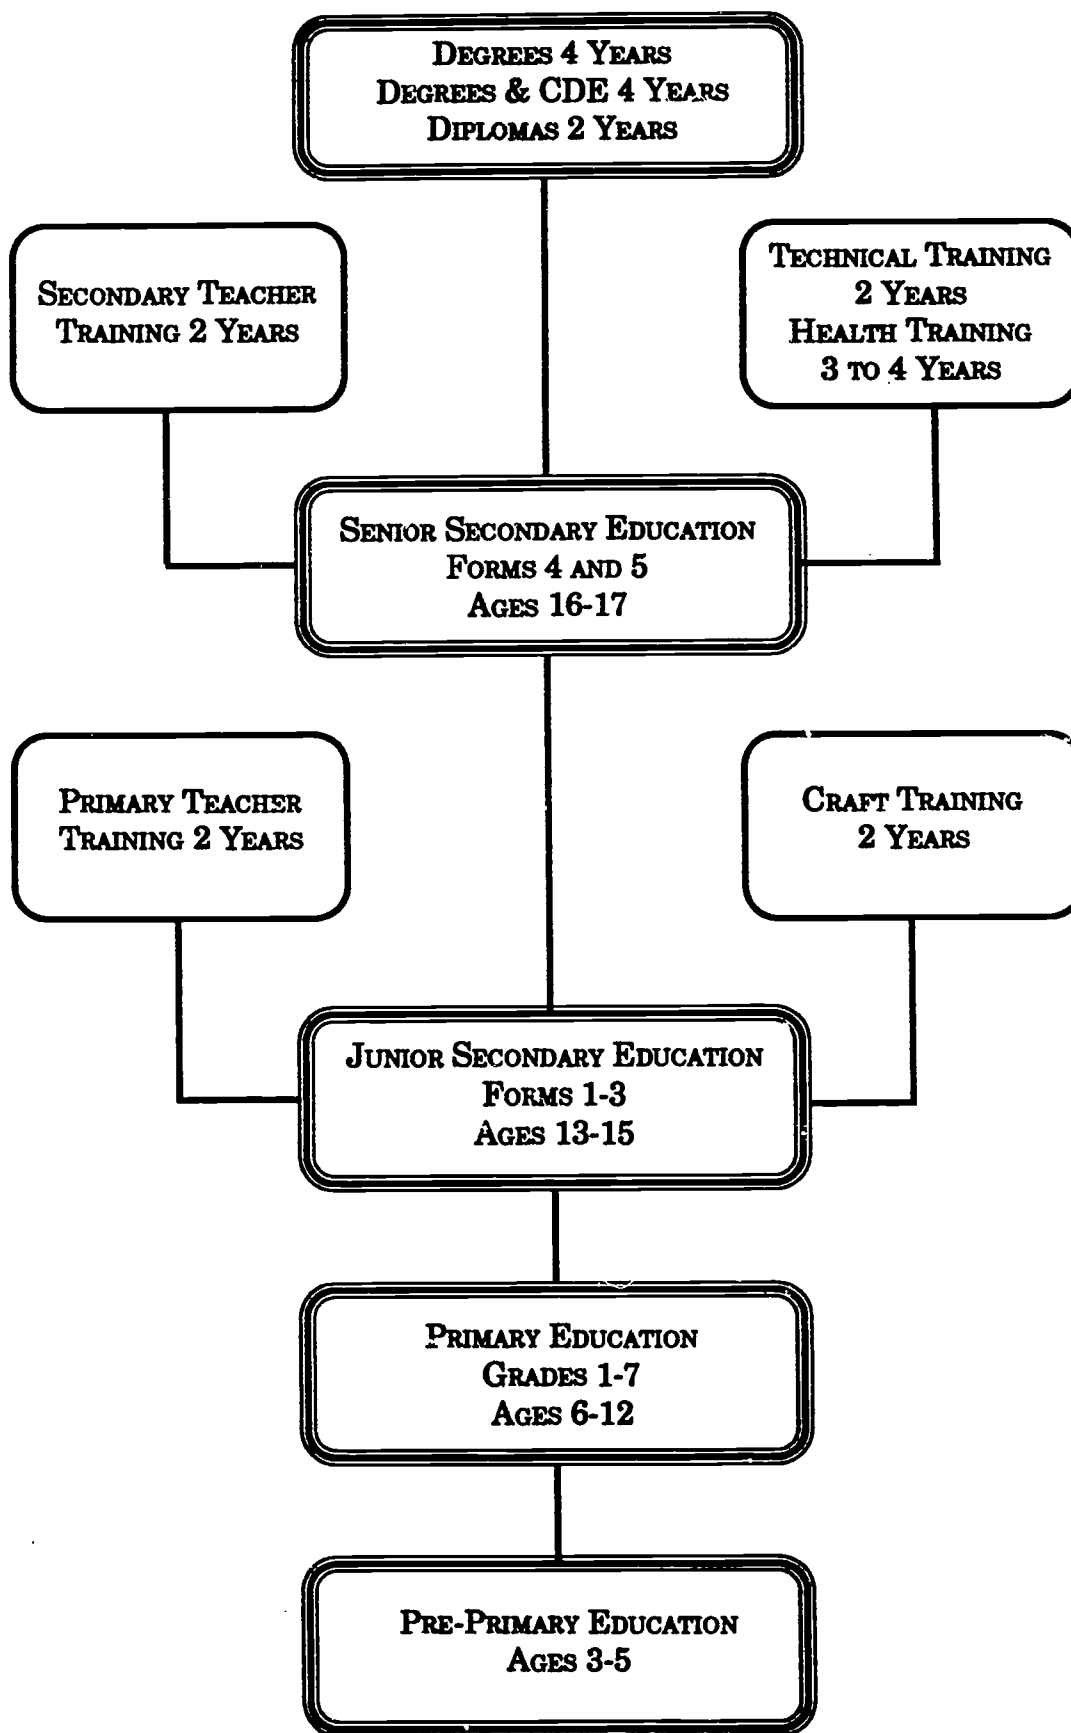 DEGREES 4 YEARS
DEGREES & CDE 4 YEARS
DIPLOMAS 2 YEARS
SECONDARY TEACHER
TRAINING 2 YEARS
TECHNICAL TRAINING
2 YEARS
HEALTH TRAINING
3 TO 4 YEARS
SENIOR SECONDARY EDUCATION
FORMS 4 AND 5
AGES 16-17
PRIMARY TEACHER
TRAINING 2 YEARS
CRAFT TRAINING
2 YEARS
JUNIOR SECONDARY EDUCATION
FORMS 1-3
AGES 13-15
PRIMARY EDUCATION
GRADES 1-7
AGES 6-12
PRE-PRIMARY EDUCATION
AGES 3-5